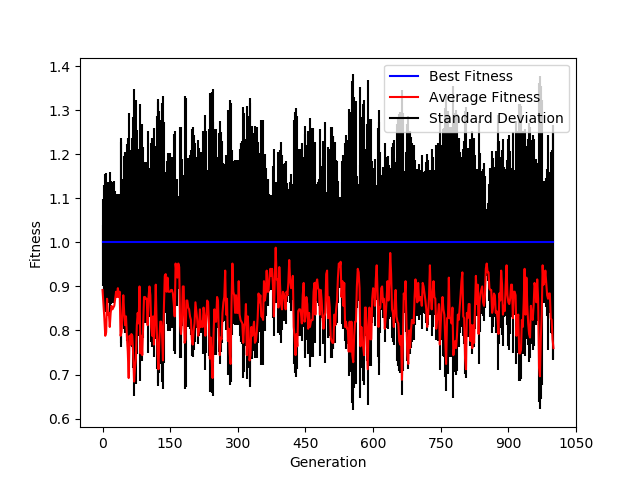 1.4
1.3
1.2
1.1
1.0
0.9
0.8
0.7
0.6
Fitness
Best Fitness
Average Fitness
Standard Deviation
0 150 300 450 600 750 900 1050
Generation